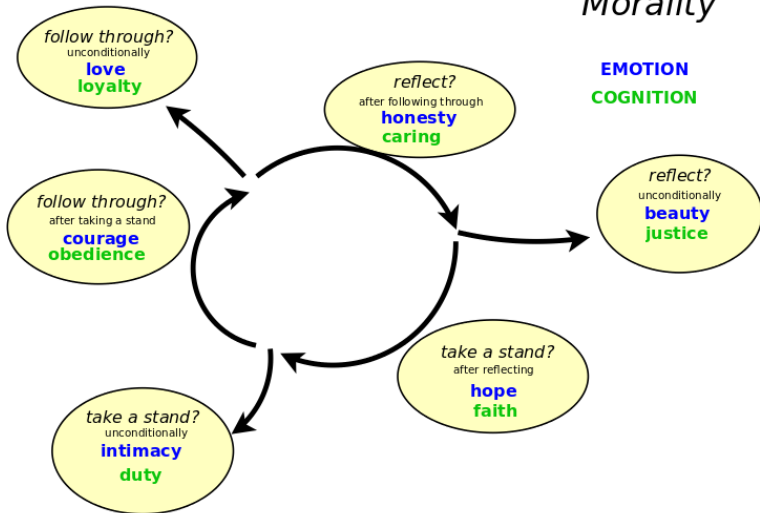 Morality
EMOTION
COGNITION
follow through?
unconditionally
love
loyalty
reflect?
after following through
honesty
caring
reflect?
unconditionally
beauty
justice
follow through?
after taking a stand
courage
obedience
take a stand?
after reflecting
hope
faith
take a stand?
unconditionally
intimacy
duty